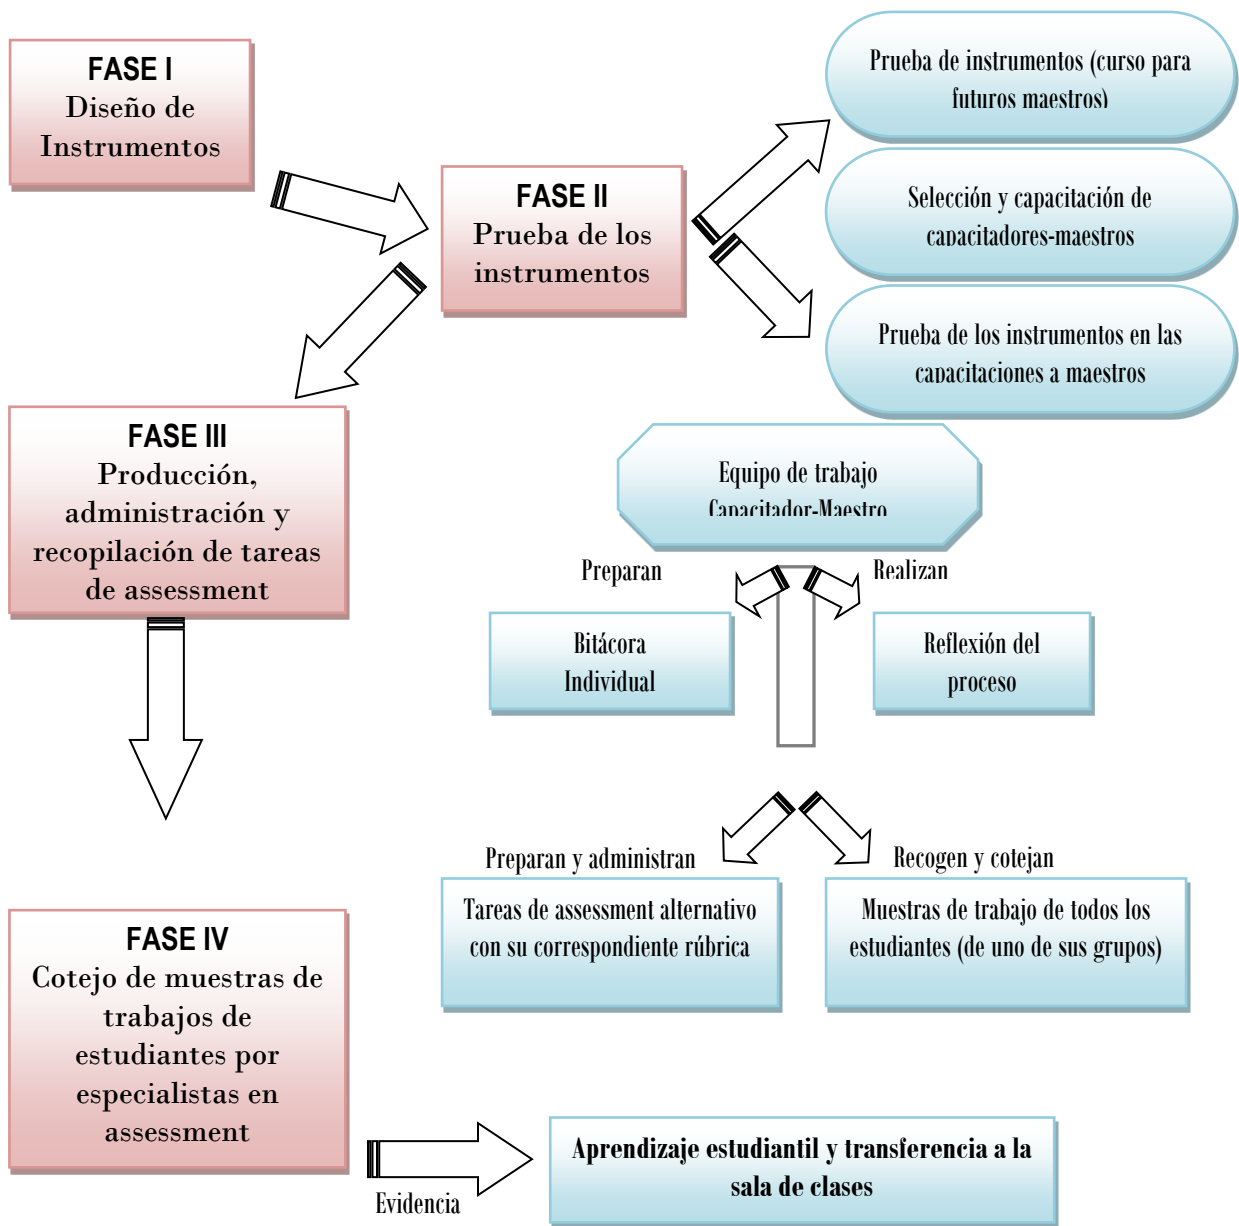 FASE I
Diseño de
Instrumentos
FASE II
Prueba de los
instrumentos
Prueba de instrumentos (curso para
futuros maestros)
Selección y capacitación de
capacitadores-maestros
Prueba de los instrumentos en las
capacitaciones a maestros
FASE III
Producción,
administración y
recopilación de tareas
de assessment
Equipo de trabajo
Capacitador-Maestro
Preparan
Realizan
Bitácora
Individual
Reflexión del
proceso
Preparan y administran
Recogen y cotejan
Tareas de assessment alternativo
con su correspondiente rúbrica
Muestras de trabajo de todos los
estudiantes (de uno de sus grupos)
FASE IV
Cotejo de muestras de
trabajos de
estudiantes por
especialistas en
assessment
Evidencia
Aprendizaje estudiantil y transferencia a la
sala de clases